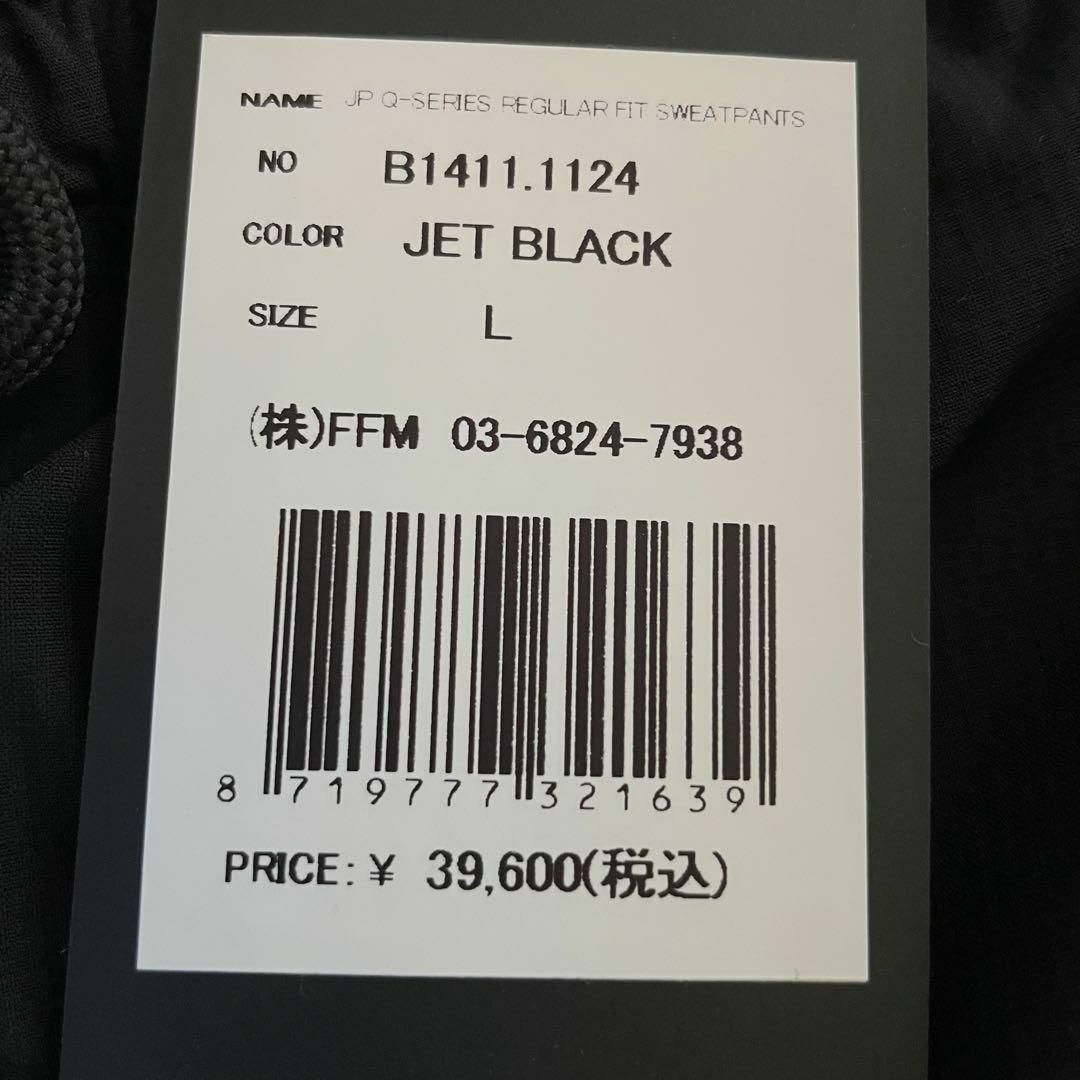 NAME JP Q-SERIES REGULAR FIT SWEATPANTS
NO B1411.1124
COLOR JET BLACK
SIZE L
(株)FFM 03-6824-7938
8 719777 321639
PRICE:¥ 39,600(税込)